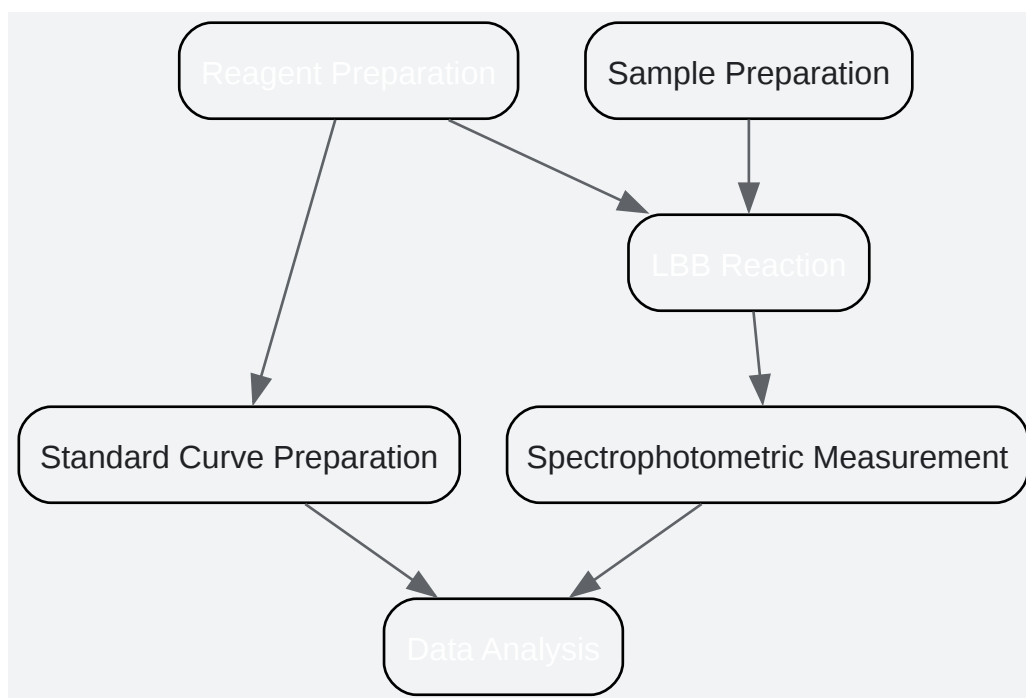 Reagent Preparation
Sample Preparation
LBB Reaction
Standard Curve Preparation
Spectrophotometric Measurement
Data Analysis